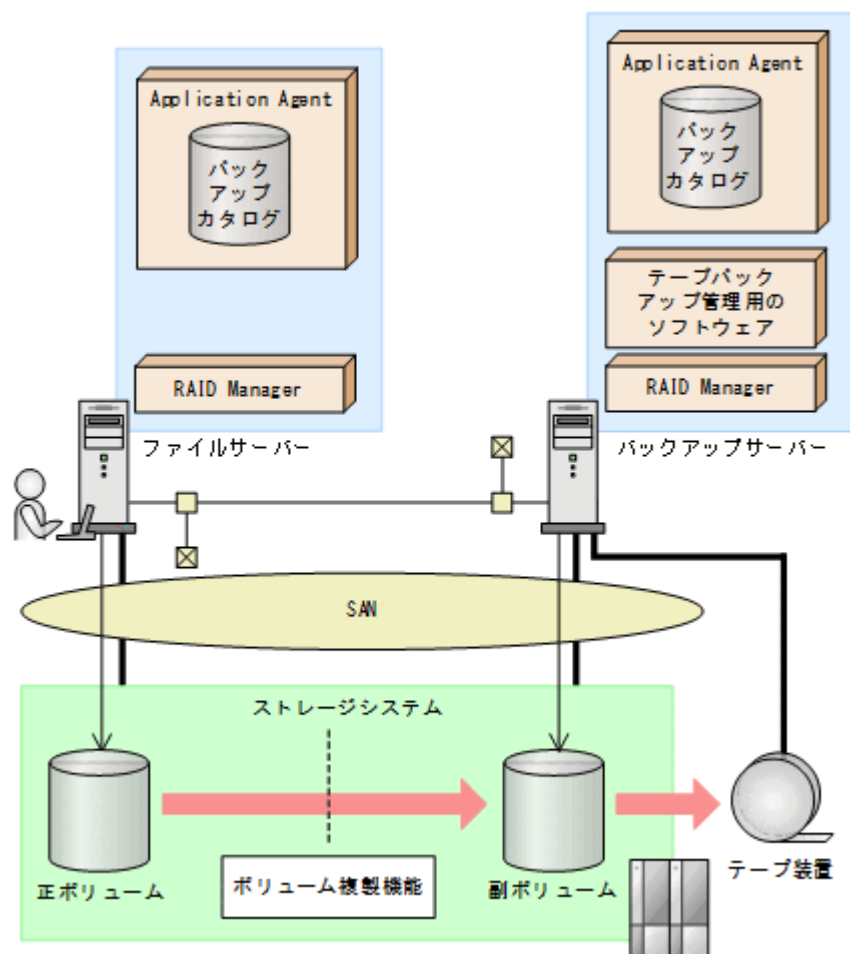 Application Agent
バック
アップ
カタログ
RAID Manager
ファイルサーバー
Application Agent
バック
アップ
カタログ
テープバック
アップ管理用の
ソフトウェア
RAID Manager
バックアップサーバー
SAN
ストレージシステム
正ボリューム
ボリューム複製機能
副ボリューム
テープ装置